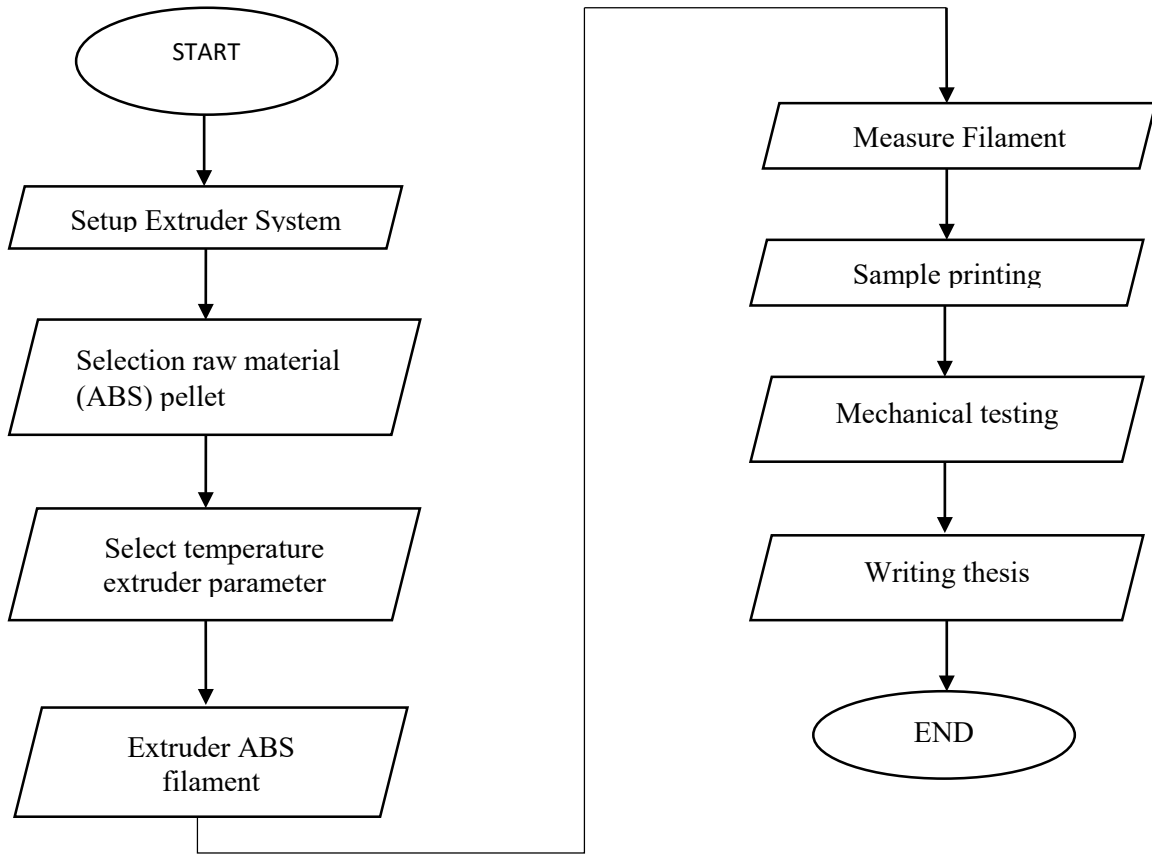 START
Setup Extruder System
Selection raw material
(ABS) pellet
Select temperature
extruder parameter
Extruder ABS
filament
Measure Filament
Sample printing
Mechanical testing
Writing thesis
END